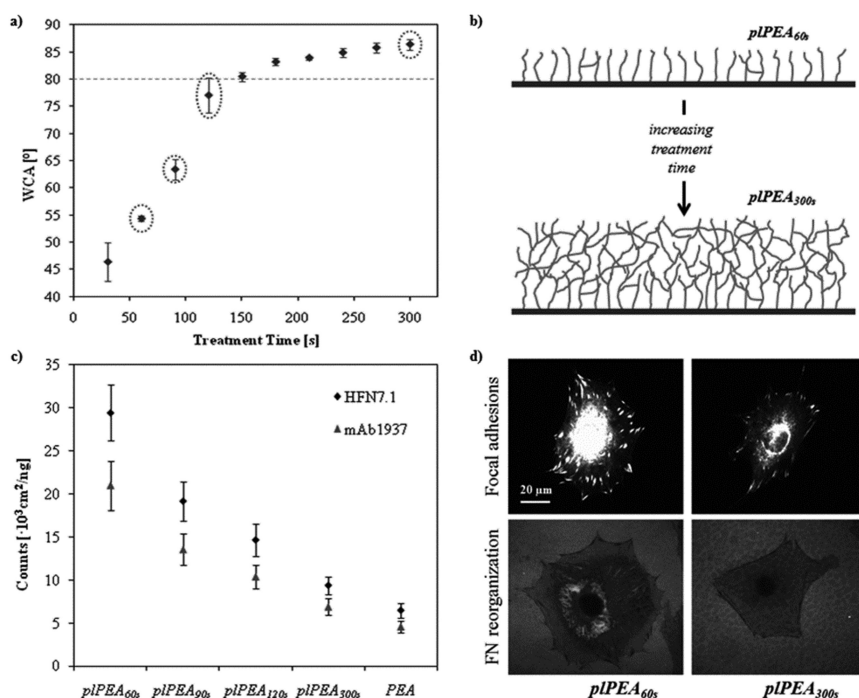 a)
90
85
80
75
70
65
60
55
50
45
40
WCA [º]
0 50 100 150 200 250 300
Treatment Time [s]
b)
plPEA60s
increasing
treatment
time
plPEA300s
c)
35
30
25
20
15
10
5
0
Counts [·10³cm²/ng]
HFN7.1
mAb1937
plPEA60s plPEA90s plPEA120s plPEA300s PEA
d)
Focal adhesions
20 µm
FN reorganization
plPEA60s plPEA300s